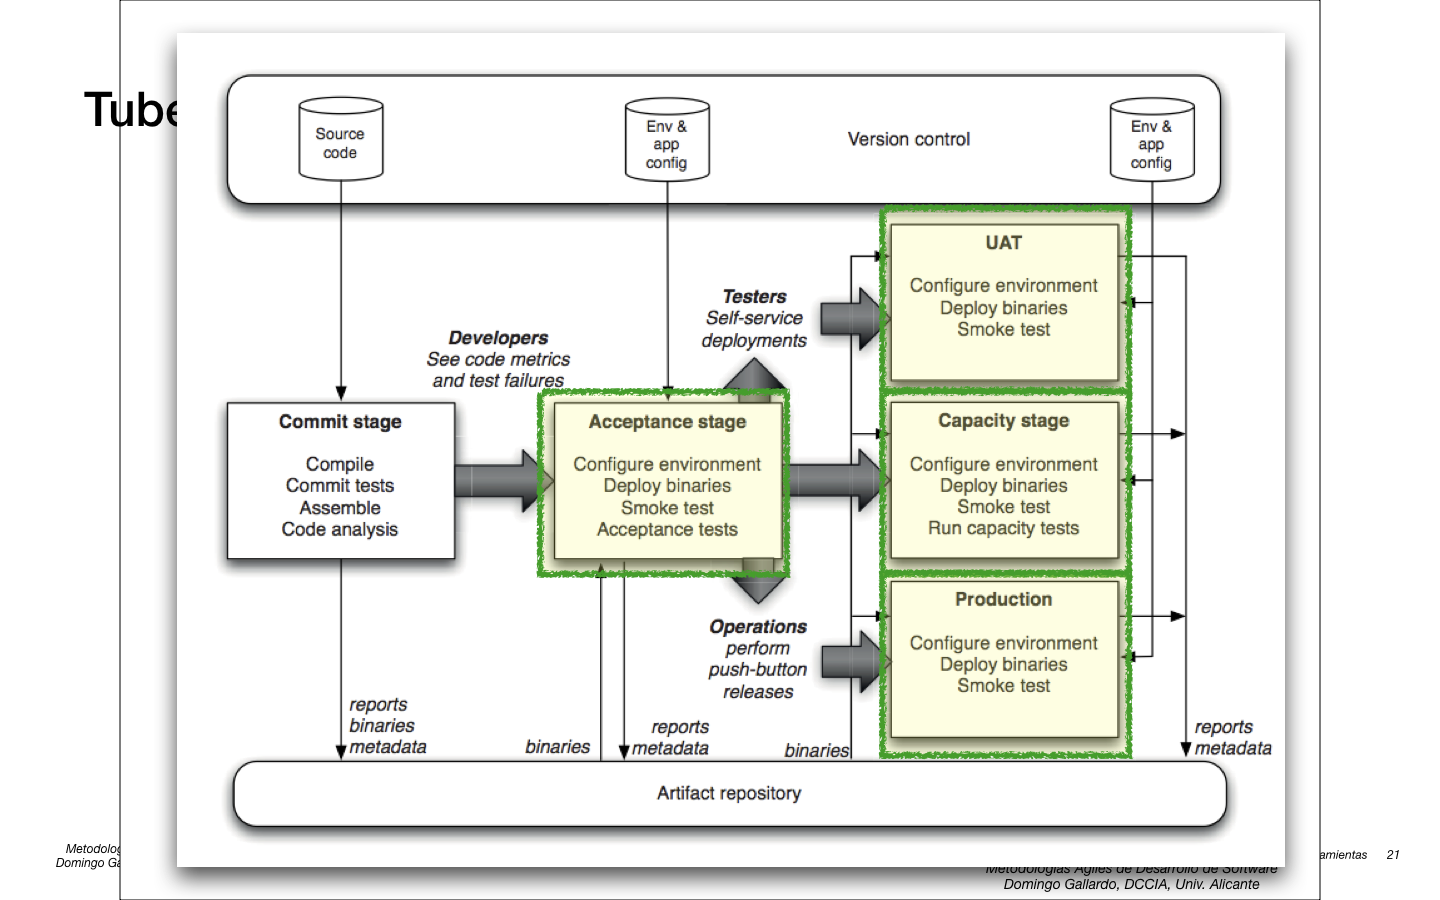 Source
code
Env &
app
config
Version control
Env &
app
config
Developers
See code metrics
and test failures
Testers
Self-service
deployments
UAT
Configure environment
Deploy binaries
Smoke test
Commit stage
Compile
Commit tests
Assemble
Code analysis
Acceptance stage
Configure environment
Deploy binaries
Smoke test
Acceptance tests
Capacity stage
Configure environment
Deploy binaries
Smoke test
Run capacity tests
Operations
perform
push-button
releases
Production
Configure environment
Deploy binaries
Smoke test
reports
binaries
metadata
binaries
reports
metadata
binaries
reports
metadata
Artifact repository
Domingo
21
Metodologías Ágiles de Desarrollo de Software
Domingo Gallardo, DCCIA, Univ. Alicante